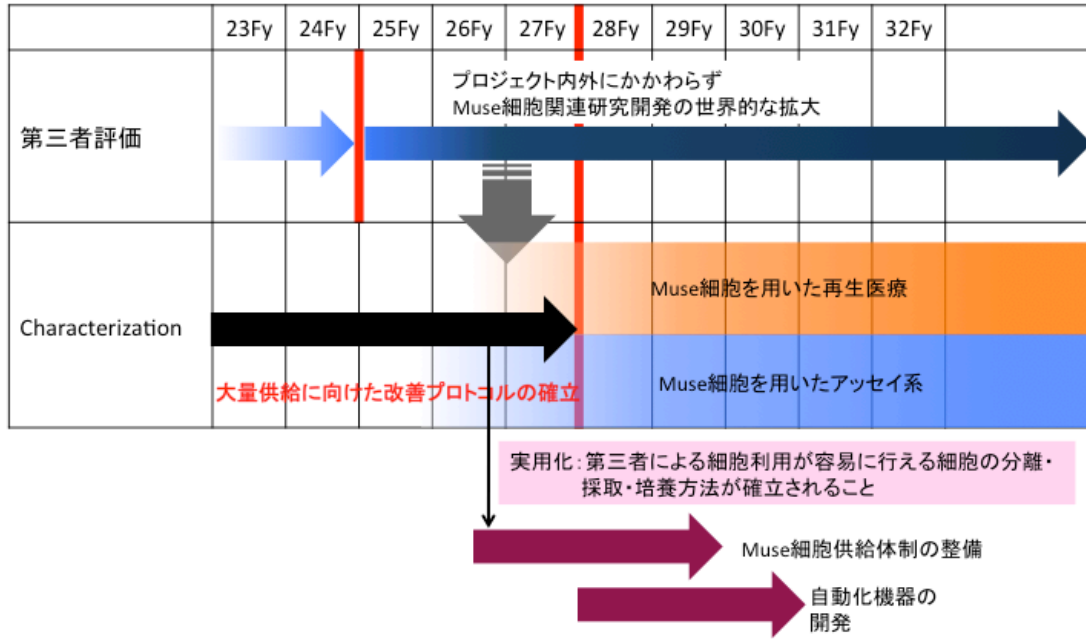 23Fy 24Fy 25Fy 26Fy 27Fy 28Fy 29Fy 30Fy 31Fy 32Fy
プロジェクト内外にかかわらず
Muse細胞関連研究開発の世界的な拡大
第三者評価
Muse細胞を用いた再生医療
Characterization
Muse細胞を用いたアッセイ系
大量供給に向けた改善プロトコルの確立
実用化:第三者による細胞利用が容易に行える細胞の分離・
採取・培養方法が確立されること
Muse細胞供給体制の整備
自動化機器の
開発